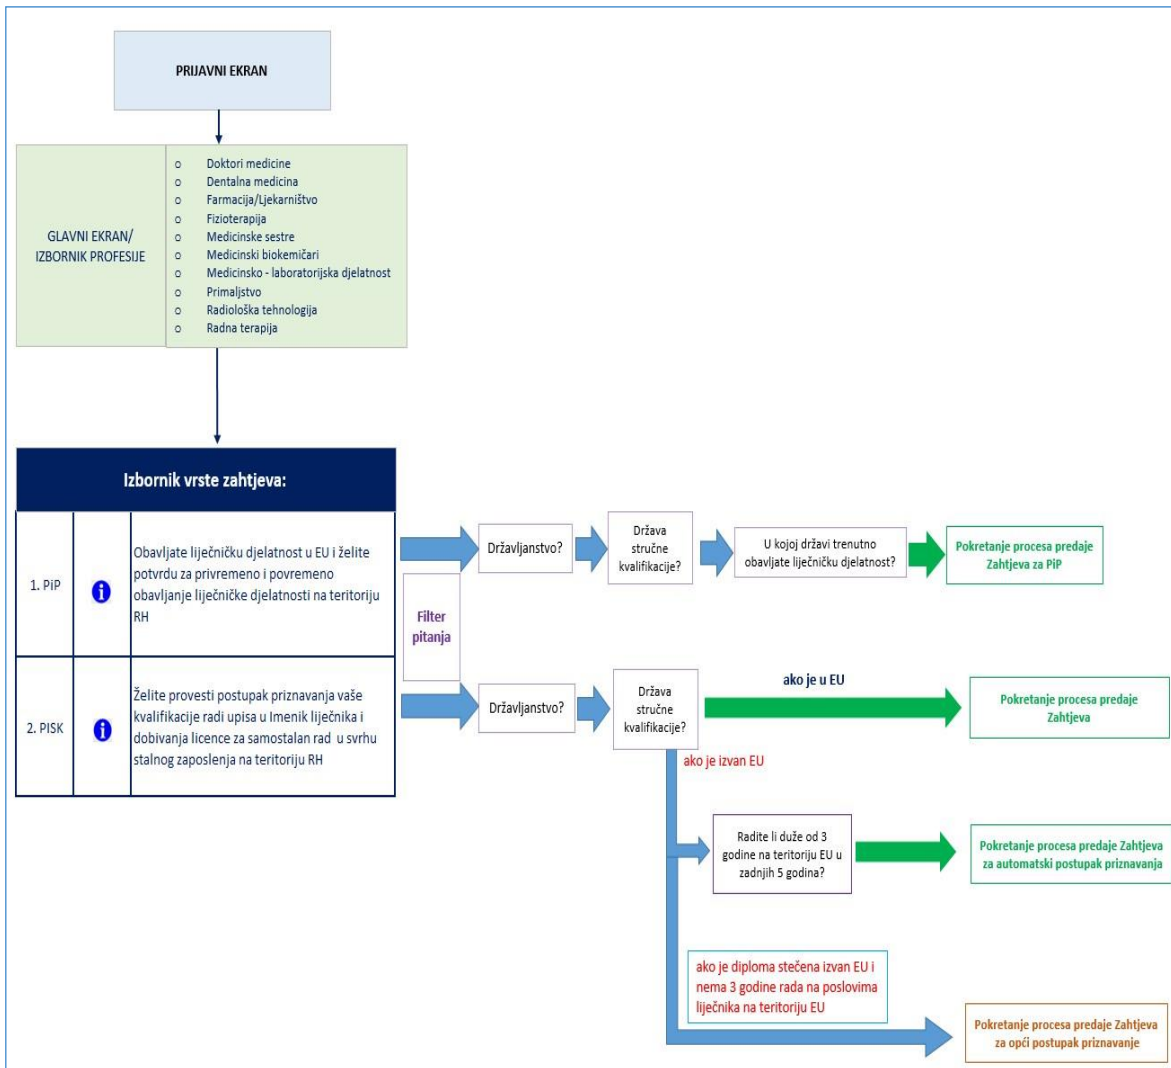 PRIJAVNI EKRAN
GLAVNI EKRAN/
IZBORNIK PROFESIJE
o Doktori medicine
o Dentalna medicina
o Farmacija/Ljekarništvo
o Fizioterapija
o Medicinske sestre
o Medicinski biokemičari
o Medicinsko - laboratorijska djelatnost
o Primaljstvo
o Radiološka tehnologija
o Radna terapija
Izbornik vrste zahtjeva:
1. PiP
i
Obavljate liječničku djelatnost u EU i želite
potvrdu za privremeno i povremeno
obavljanje liječničke djelatnosti na teritoriju
RH
Državljanstvo?
Država
stručne
kvalifikacije?
U kojoj državi trenutno
obavljate liječničku djelatnost?
Pokretanje procesa predaje
Zahtjeva za PiP
Filter
pitanja
2. PISK
i
Želite provesti postupak priznavanja vaše
kvalifikacije radi upisa u Imenik liječnika i
dobivanja licence za samostalan rad u svrhu
stalnog zaposlenja na teritoriju RH
Državljanstvo?
Država
stručne
kvalifikacije?
ako je u EU
Pokretanje procesa predaje
Zahtjeva
ako je izvan EU
Radite li duže od 3
godine na teritoriju EU u
zadnjih 5 godina?
Pokretanje procesa predaje Zahtjeva
za automatski postupak priznavanja
ako je diploma stečena izvan EU i
nema 3 godine rada na poslovima
liječnika na teritoriju EU
Pokretanje procesa predaje Zahtjeva
za opći postupak priznavanje